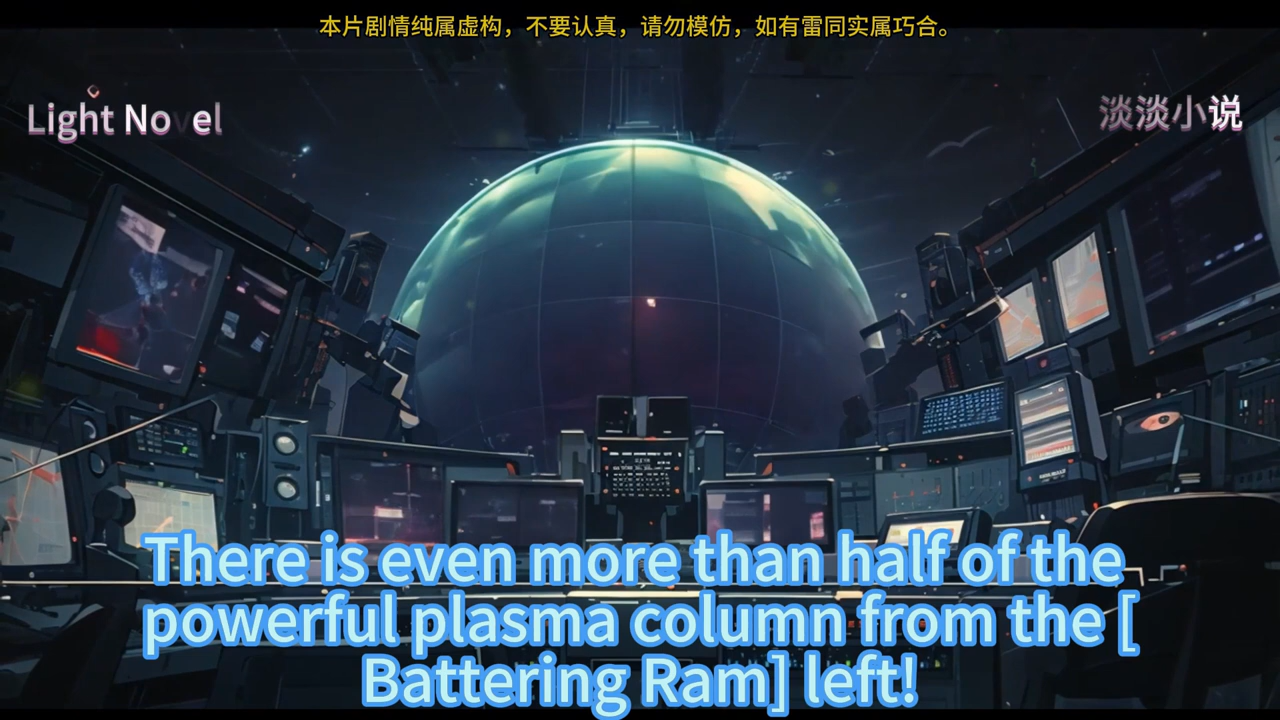 本片剧情纯属虚构，不要认真，请勿模仿，如有雷同实属巧合。
Light Novel
淡淡小说
There is even more than half of the
powerful plasma column from the [
Battering Ram] left!